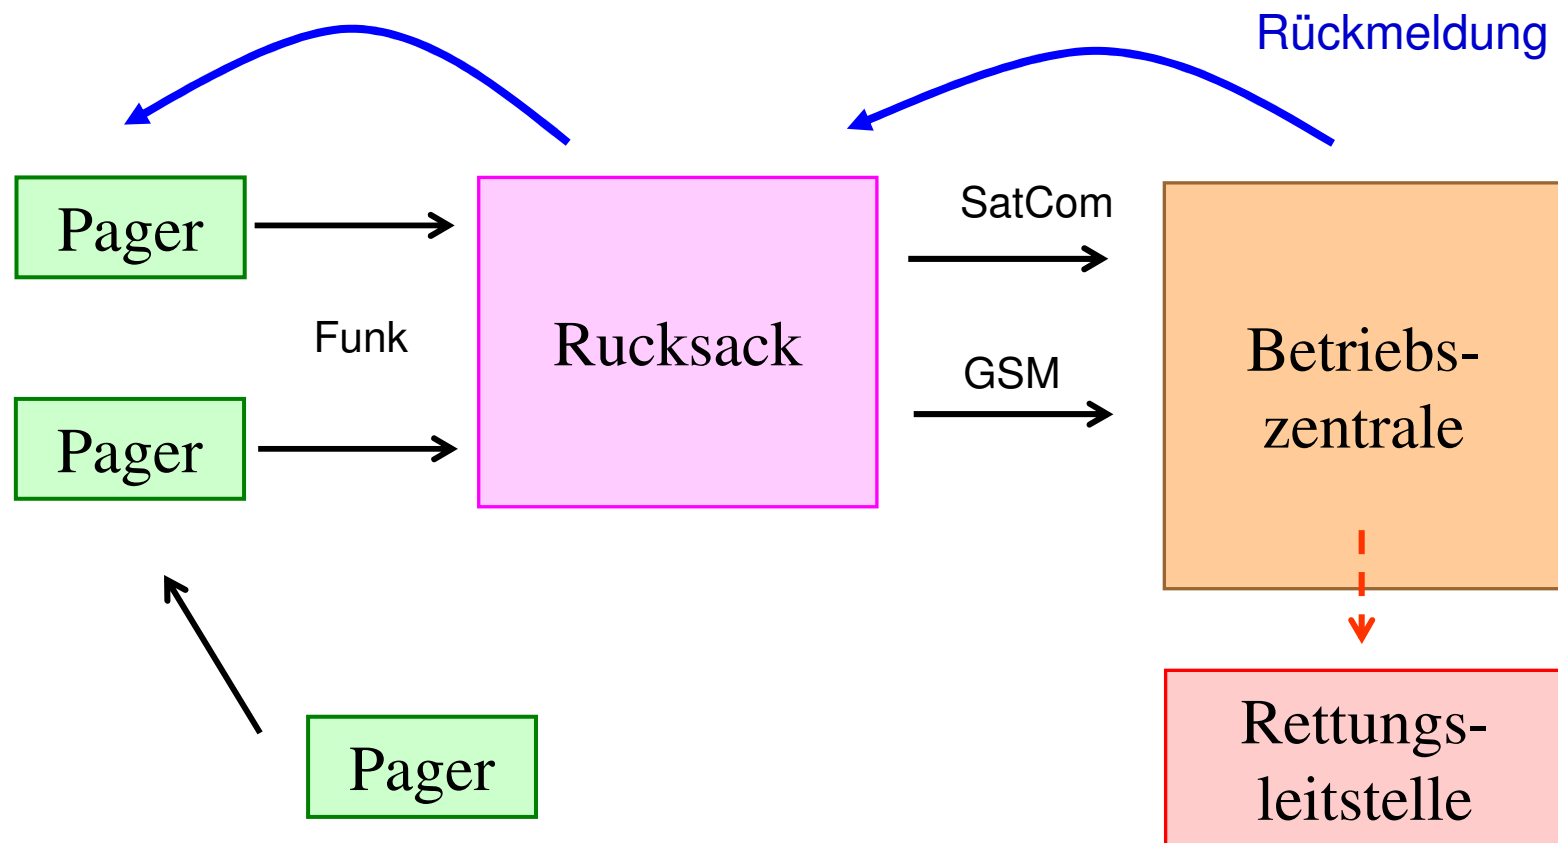 Rückmeldung
Pager
SatCom
Funk
Rucksack
GSM
Betriebs-
zentrale
Pager
Pager
Rettungs-
leitstelle